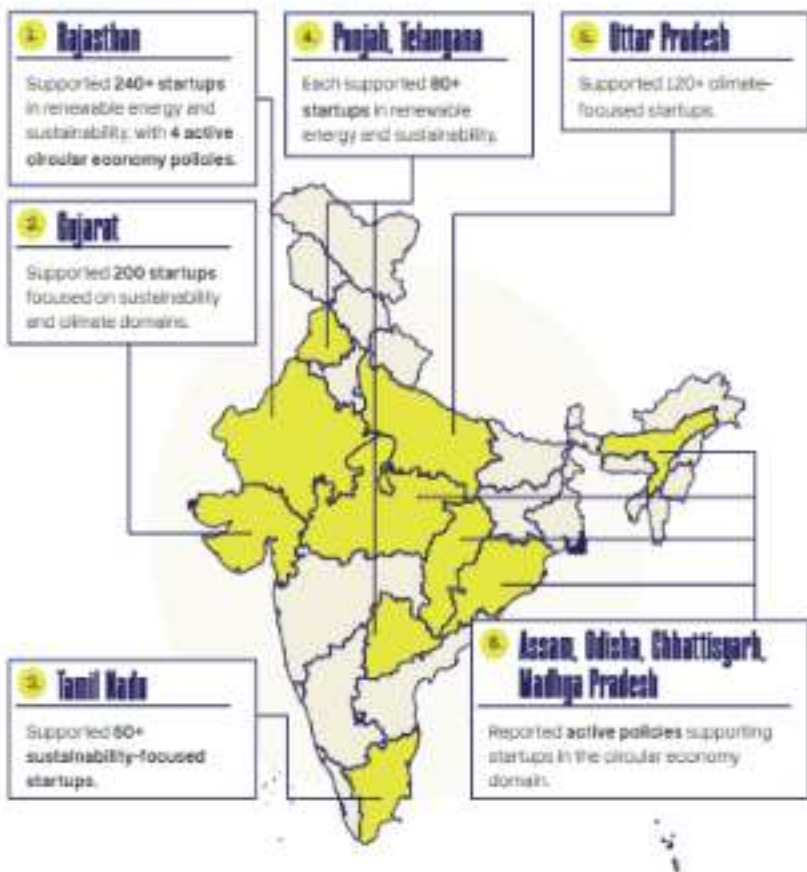 1. Rajasthan
Supported 240+ startups
in renewable energy and
sustainability, with 4 active
circular economy policies.
4. Punjab, Telangana
Each supported 80+
startups in renewable
energy and sustainability.
5. Uttar Pradesh
Supported 120+ climate-
focused startups.
2. Gujarat
Supported 200 startups
focused on sustainability
and climate domains.
3. Tamil Nadu
Supported 60+
sustainability-focused
startups.
6. Assam, Odisha, Chhattisgarh,
Madhya Pradesh
Reported active policies supporting
startups in the circular economy
domain.